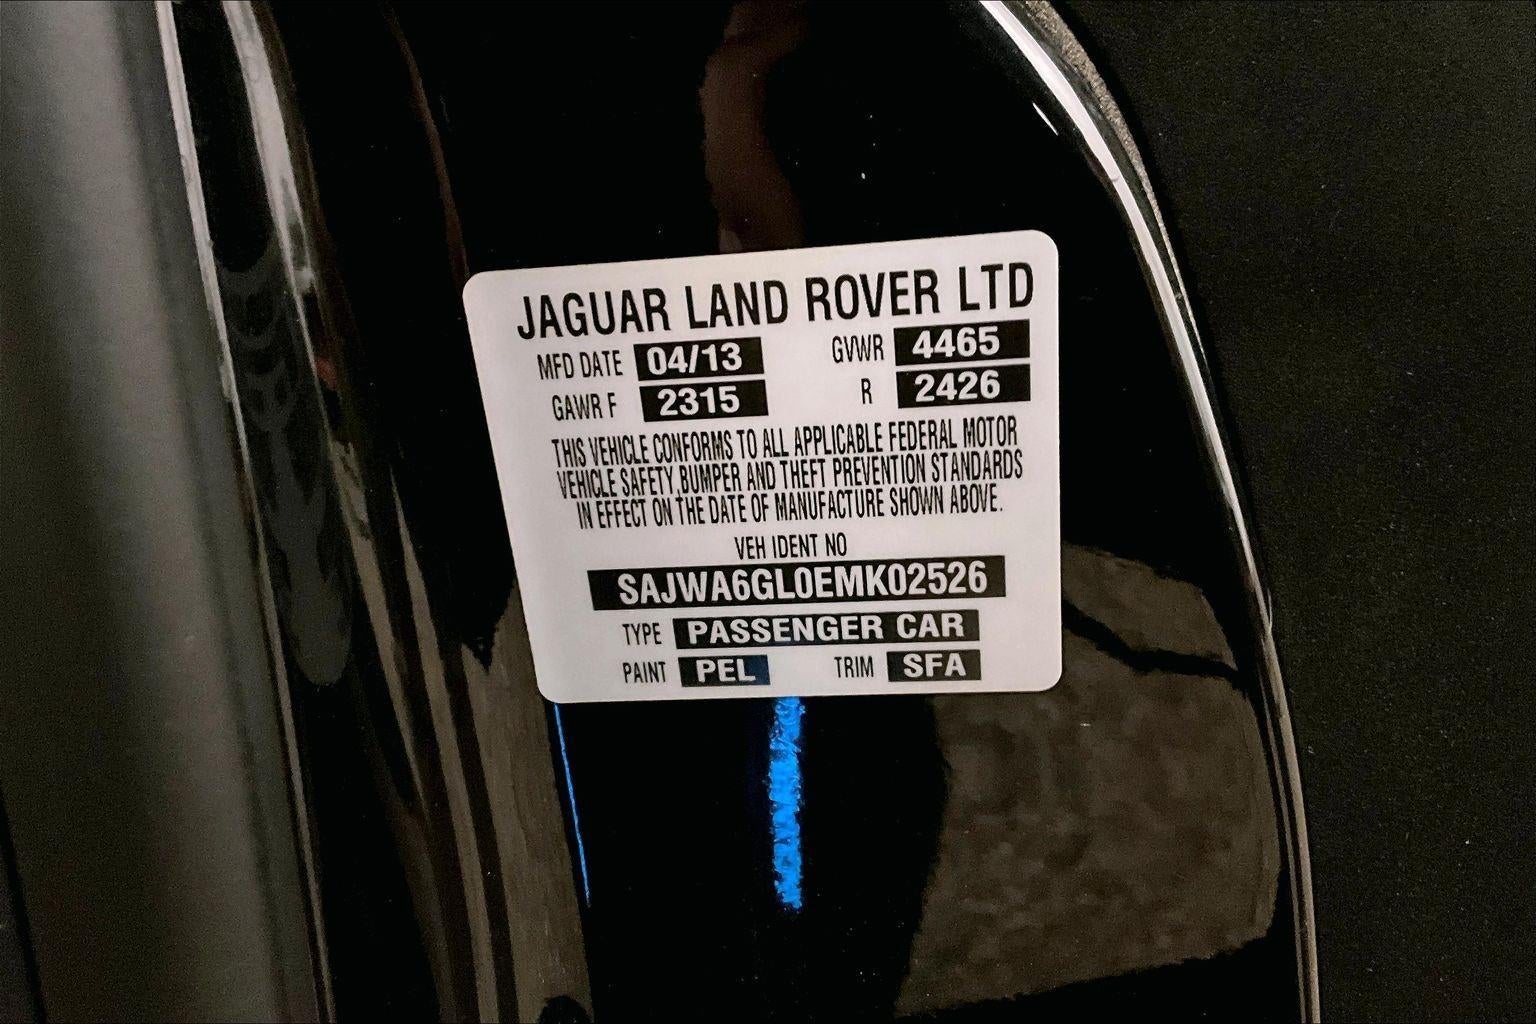 JAGUAR LAND ROVER LTD
MFD DATE 04/13 GVWR 4465
GAWR F 2315 R 2426
THIS VEHICLE CONFORMS TO ALL APPLICABLE FEDERAL MOTOR
VEHICLE SAFETY,BUMPER AND THEFT PREVENTION STANDARDS
IN EFFECT ON THE DATE OF MANUFACTURE SHOWN ABOVE.
VEH IDENT NO
SAJWA6GL0EMK02526
TYPE PASSENGER CAR
PAINT PEL TRIM SFA